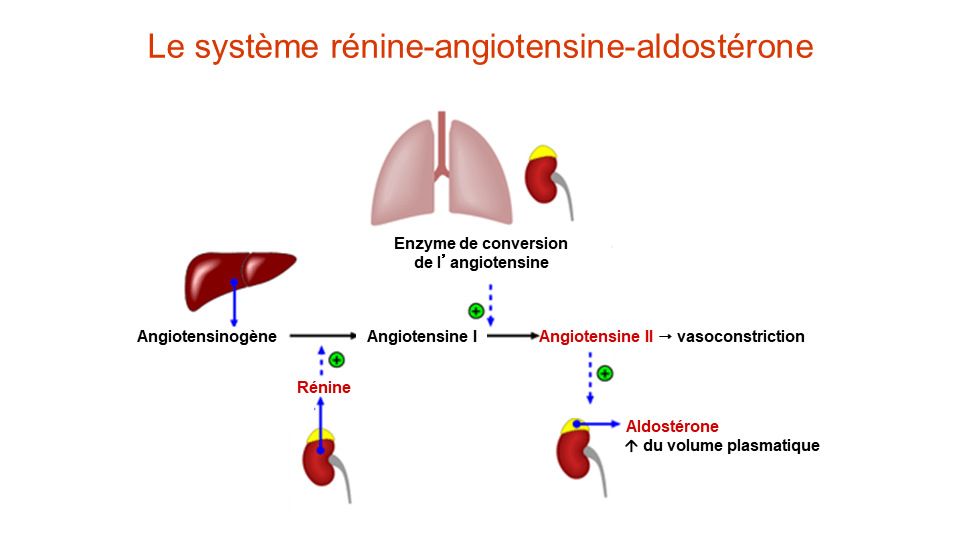 Le système rénine-angiotensine-aldostérone
Enzyme de conversion
de l’angiotensine
Angiotensinogène
Angiotensine I
Angiotensine II → vasoconstriction
+
+
Rénine
+
Aldostérone
↑ du volume plasmatique